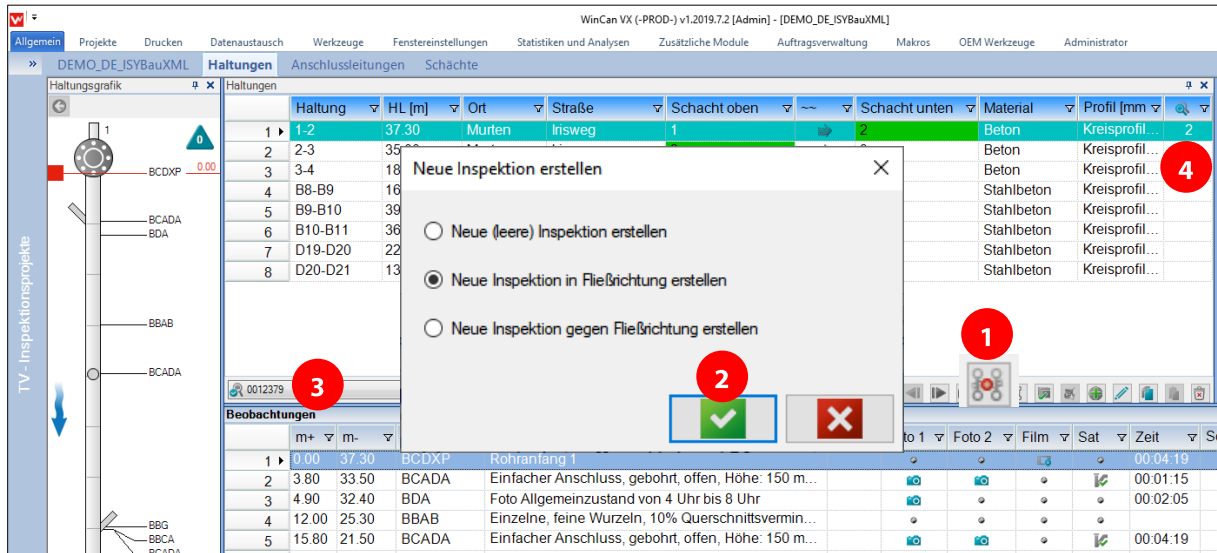 WinCan VX (-PROD-) v1.2019.7.2 [Admin] - [DEMO_DE_ISYBauXML]
Allgemein Projekte Drucken Datenaustausch Werkzeuge Fenstereinstellungen Statistiken und Analysen Zusätzliche Module Auftragsverwaltung Makros OEM Werkzeuge Administrator
» DEMO_DE_ISYBauXML Haltungen Anschlussleitungen Schächte
TV - Inspektionsprojekte
Haltungsgrafik
1
0
BCDXP 0.00
BCADA
BDA
BBAB
BCADA
BBG
BBCA
BCADA
Haltungen
Haltung HL [m] Ort Straße Schacht oben ~~ Schacht unten Material Profil [mm
1 1-2 37.30 Murten Irisweg 1 2 Beton Kreisprofil... 2
2 2-3 35 Beton Kreisprofil...
3 3-4 18 Beton Kreisprofil...
4 B8-B9 16 Stahlbeton Kreisprofil...
5 B9-B10 39 Stahlbeton Kreisprofil...
6 B10-B11 36 Stahlbeton Kreisprofil...
7 D19-D20 22 Stahlbeton Kreisprofil...
8 D20-D21 13 Stahlbeton Kreisprofil...
4
Neue Inspektion erstellen
Neue (leere) Inspektion erstellen
Neue Inspektion in Fließrichtung erstellen
Neue Inspektion gegen Fließrichtung erstellen
1
2
0012379
3
Beobachtungen
m+ m- to 1 Foto 2 Film Sat Zeit S
1 0.00 37.30 BCDXP Rohranfang 1 00:04:19
2 3.80 33.50 BCADA Einfacher Anschluss, gebohrt, offen, Höhe: 150 m... 00:01:15
3 4.90 32.40 BDA Foto Allgemeinzustand von 4 Uhr bis 8 Uhr 00:02:05
4 12.00 25.30 BBAB Einzelne, feine Wurzeln, 10% Querschnittsvermin...
5 15.80 21.50 BCADA Einfacher Anschluss, gebohrt, offen, Höhe: 150 m... 00:04:19